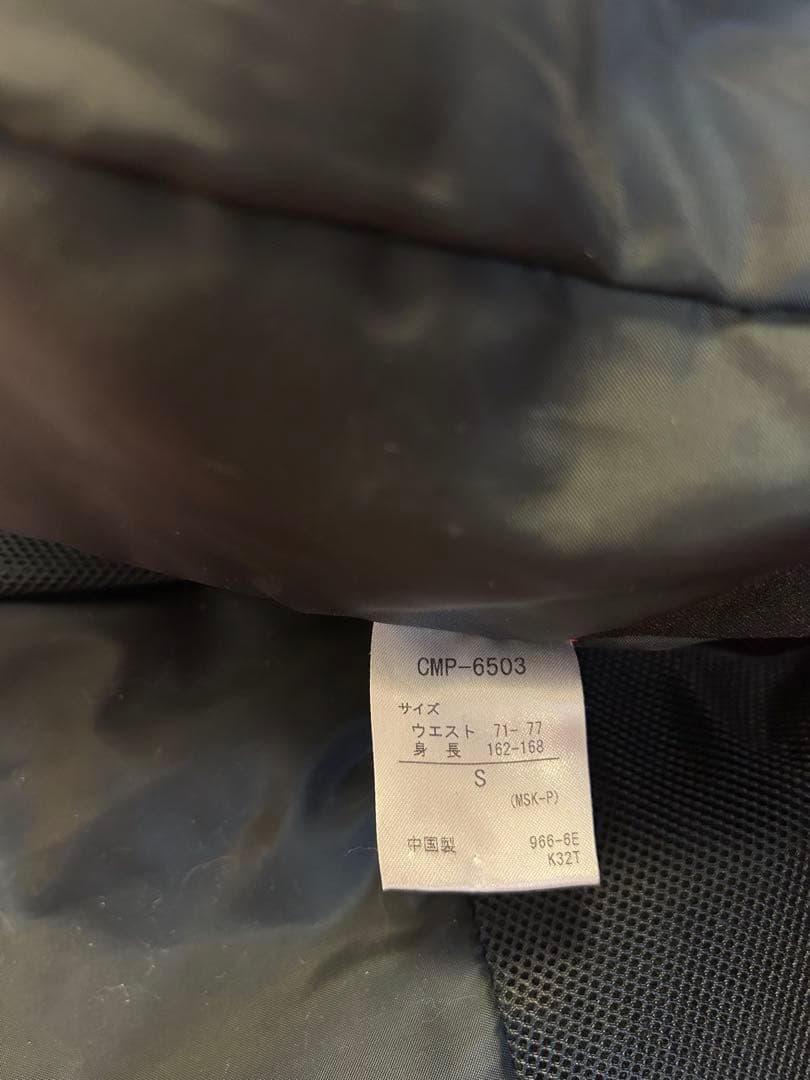 CMP-6503
サイズ
ウエスト 71- 77
身 長 162-168
S
(MSK-P)
中国製 966-6E
K32T